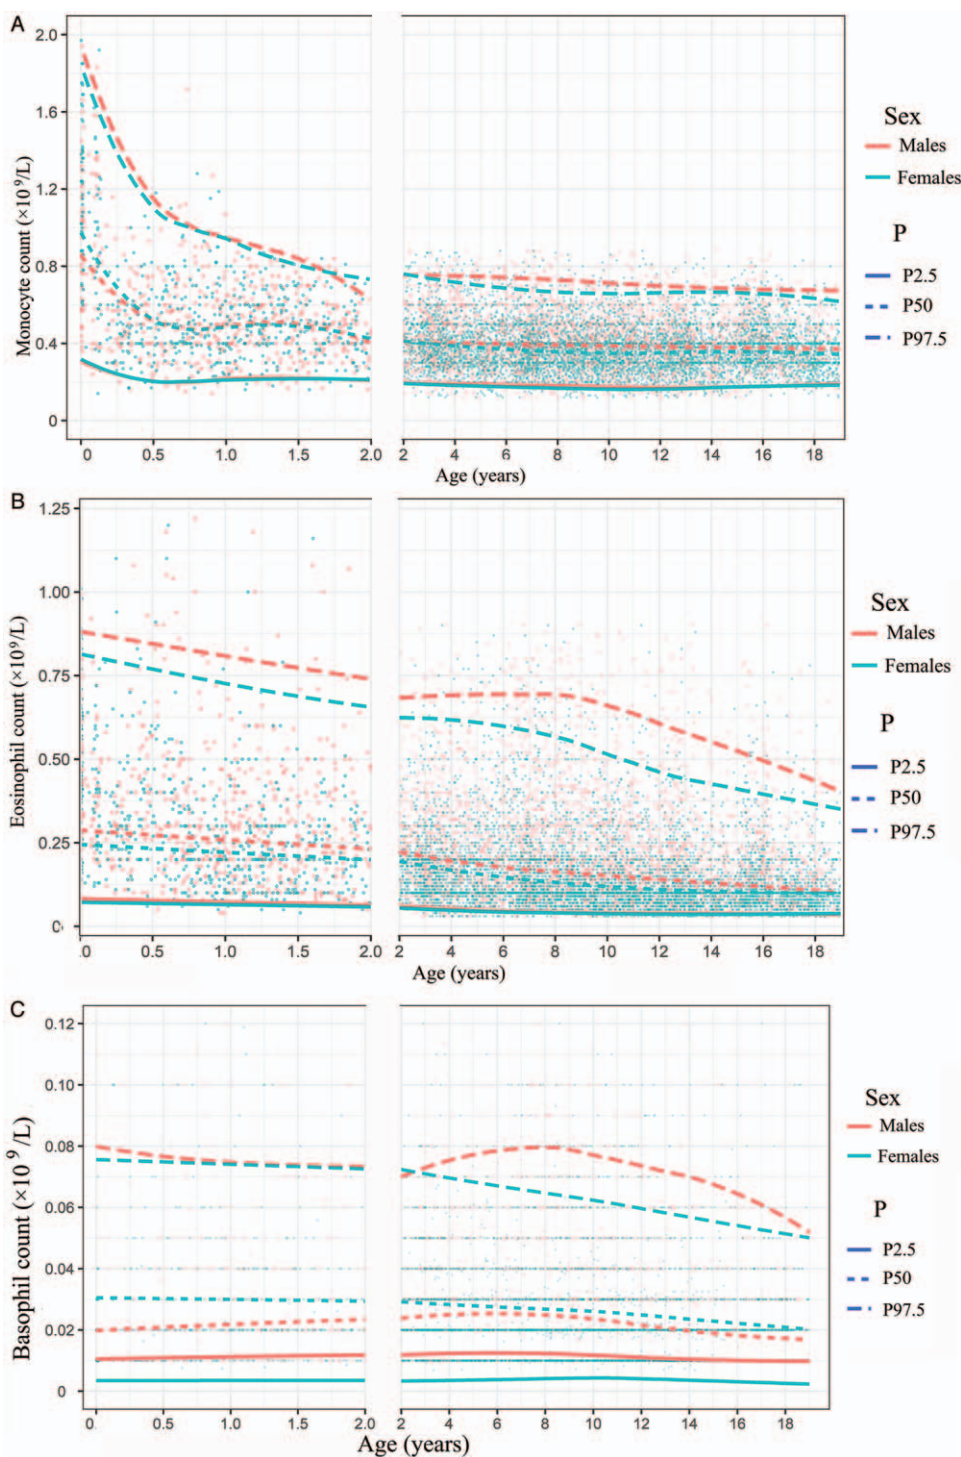 A
2.0
1.6
1.2
0.8
0.4
0
Monocyte count (×10⁹/L)
0 0.5 1.0 1.5 2.0 2 4 6 8 10 12 14 16 18
Age (years)
Sex
Males
Females
P
P2.5
P50
P97.5
B
1.25
1.00
0.75
0.50
0.25
0
Eosinophil count (×10⁹/L)
0.0 0.5 1.0 1.5 2.0 2 4 6 8 10 12 14 16 18
Age (years)
Sex
Males
Females
P
P2.5
P50
P97.5
C
0.12
0.10
0.08
0.06
0.04
0.02
0
Basophil count (×10⁹/L)
0 0.5 1.0 1.5 2.0 2 4 6 8 10 12 14 16 18
Age (years)
Sex
Males
Females
P
P2.5
P50
P97.5